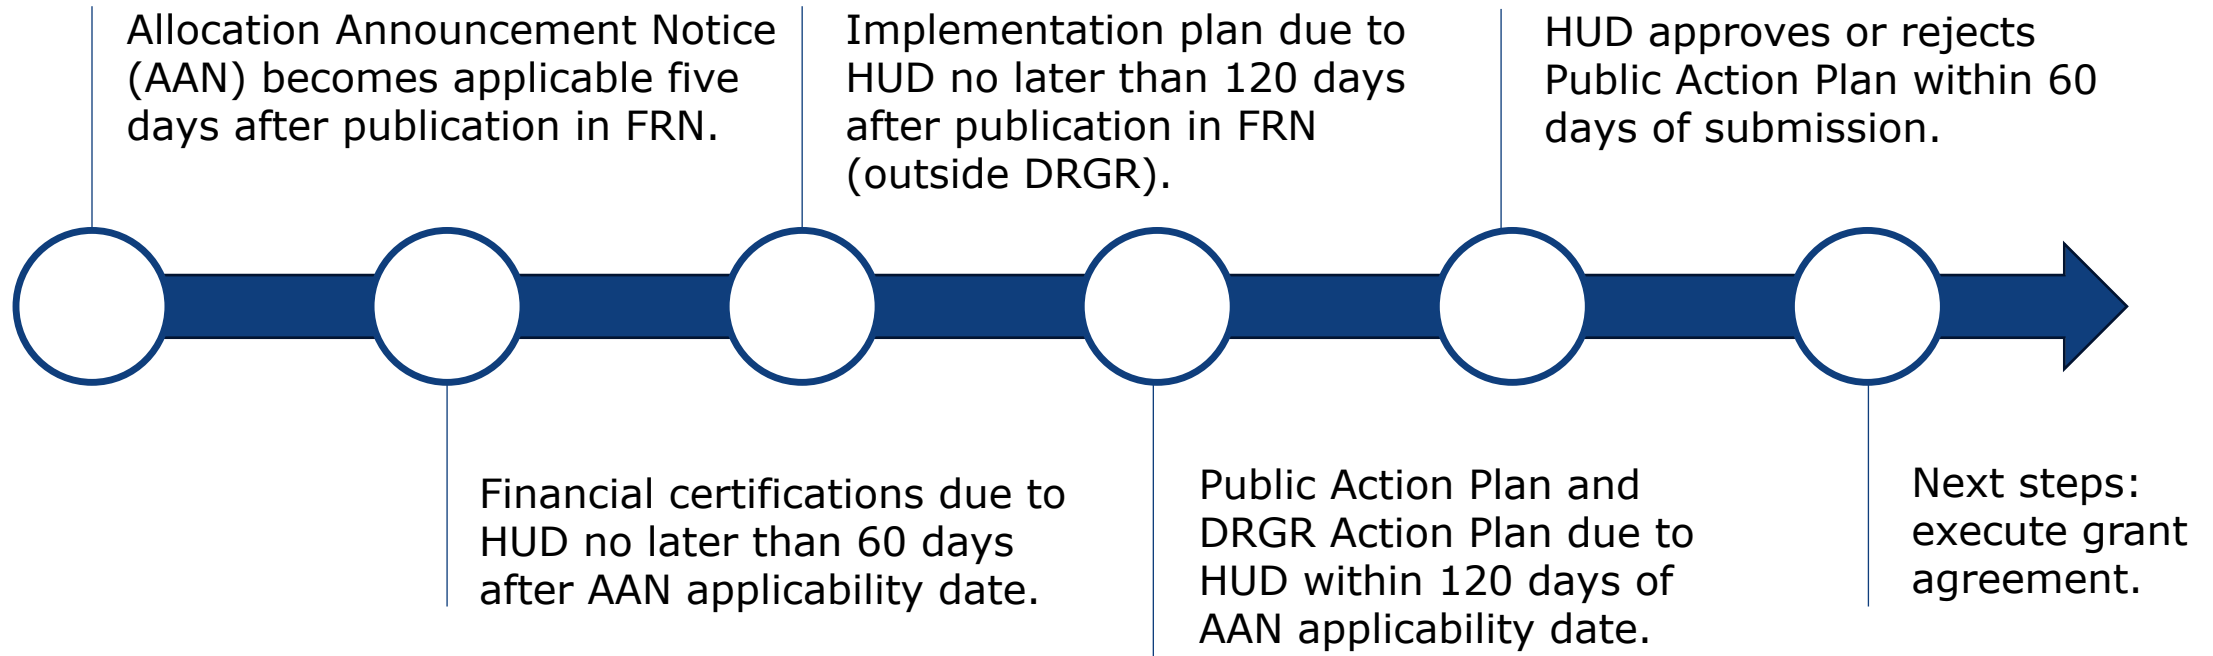 Allocation Announcement Notice
(AAN) becomes applicable five
days after publication in FRN.
Financial certifications due to
HUD no later than 60 days
after AAN applicability date.
Implementation plan due to
HUD no later than 120 days
after publication in FRN
(outside DRGR).
Public Action Plan and
DRGR Action Plan due to
HUD within 120 days of
AAN applicability date.
HUD approves or rejects
Public Action Plan within 60
days of submission.
Next steps:
execute grant
agreement.